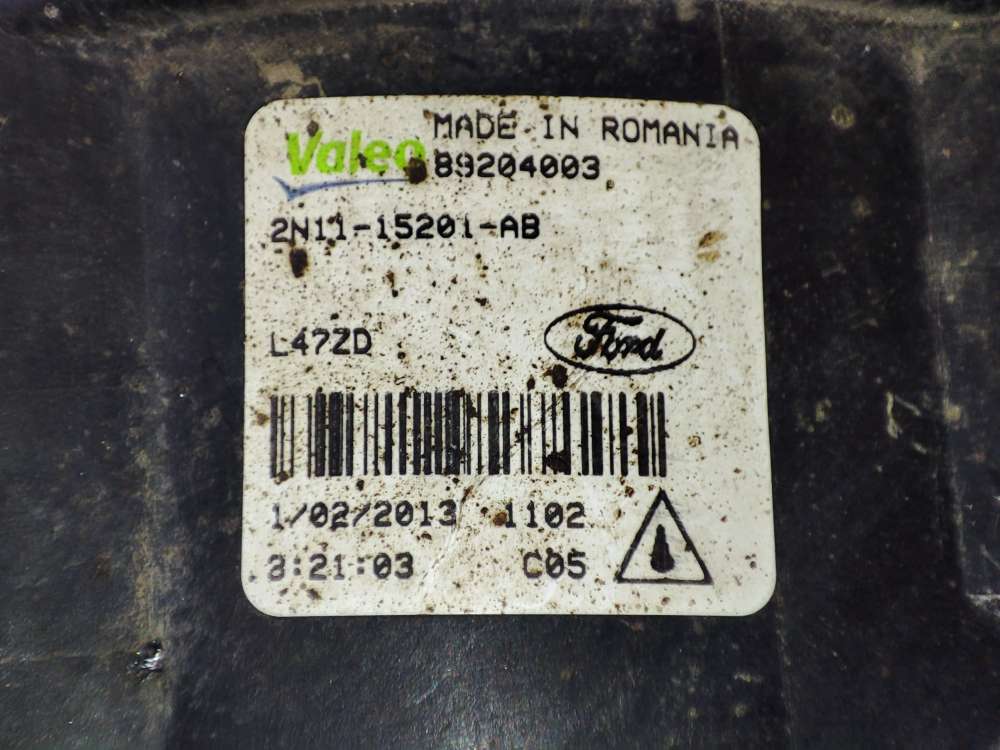 Valeo
MADE IN ROMANIA
89204003
2N11-15201-AB
L47ZD
Ford
1/02/2013 1102
3:21:03 C05